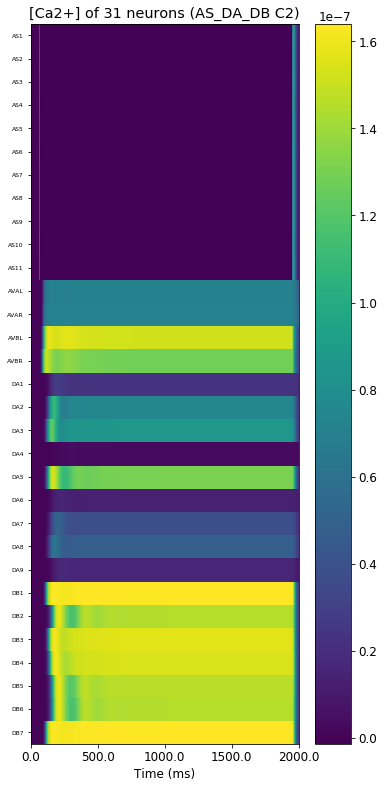 [Ca2+] of 31 neurons (AS_DA_DB C2)
1e−7
AS1
AS2
AS3
AS4
AS5
AS6
AS7
AS8
AS9
AS10
AS11
AVAL
AVAR
AVBL
AVBR
DA1
DA2
DA3
DA4
DA5
DA6
DA7
DA8
DA9
DB1
DB2
DB3
DB4
DB5
DB6
DB7
1.6
1.4
1.2
1.0
0.8
0.6
0.4
0.2
0.0
0.0 500.0 1000.0 1500.0 2000.0
Time (ms)